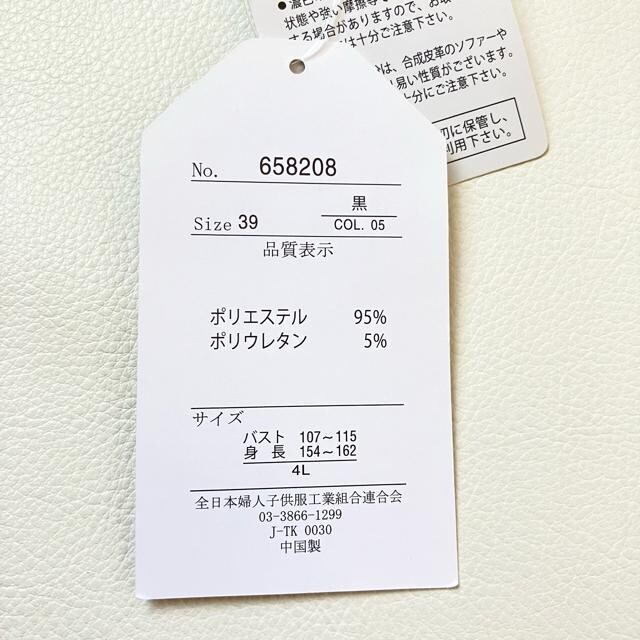 状態や強い摩擦等
する場合がありますので、お
は十分ご注意下さい。
は、合成皮革のソファーや
易い性質がございます。
分にご注意下さい。
に保管し、
利用下さい。
No. 658208
黒
Size 39 COL. 05
品質表示
ポリエステル 95%
ポリウレタン 5%
サイズ
バスト 107～115
身長 154～162
4L
全日本婦人子供服工業組合連合会
03-3866-1299
J-TK 0030
中国製